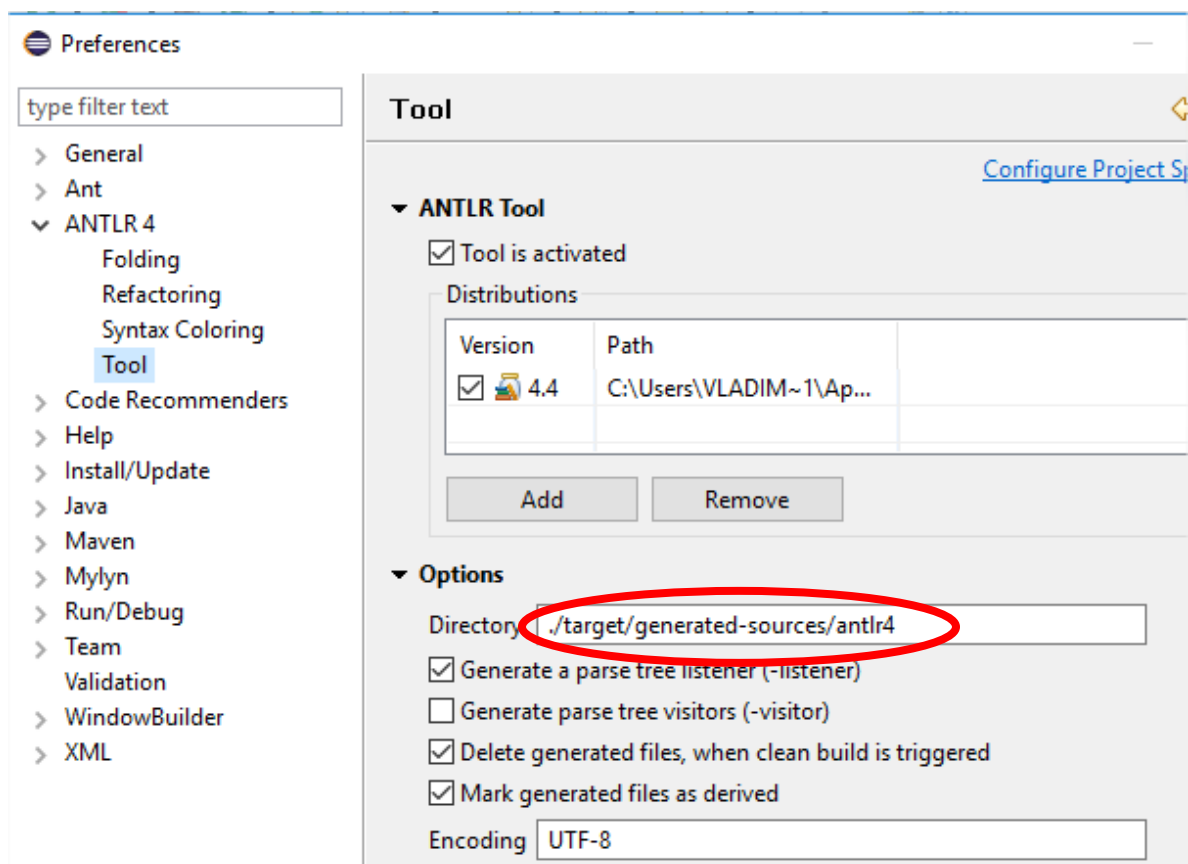 Preferences
type filter text
General
Ant
ANTLR 4
Folding
Refactoring
Syntax Coloring
Tool
Code Recommenders
Help
Install/Update
Java
Maven
Mylyn
Run/Debug
Team
Validation
WindowBuilder
XML
Tool
Configure Project
ANTLR Tool
Tool is activated
Distributions
Version Path
4.4 C:\Users\VLADIM~1\Ap...
Add Remove
Options
Directory ./target/generated-sources/antlr4
Generate a parse tree listener (-listener)
Generate parse tree visitors (-visitor)
Delete generated files, when clean build is triggered
Mark generated files as derived
Encoding UTF-8